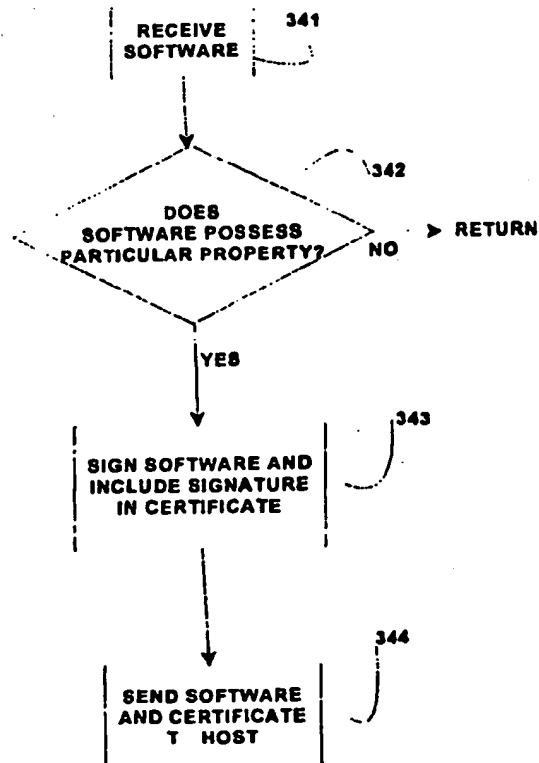 RECEIVE
SOFTWARE
341
342
DOES
SOFTWARE POSSESS
PARTICULAR PROPERTY?
NO
RETURN
YES
SIGN SOFTWARE AND
INCLUDE SIGNATURE
IN CERTIFICATE
343
SEND SOFTWARE
AND CERTIFICATE
T HOST
344